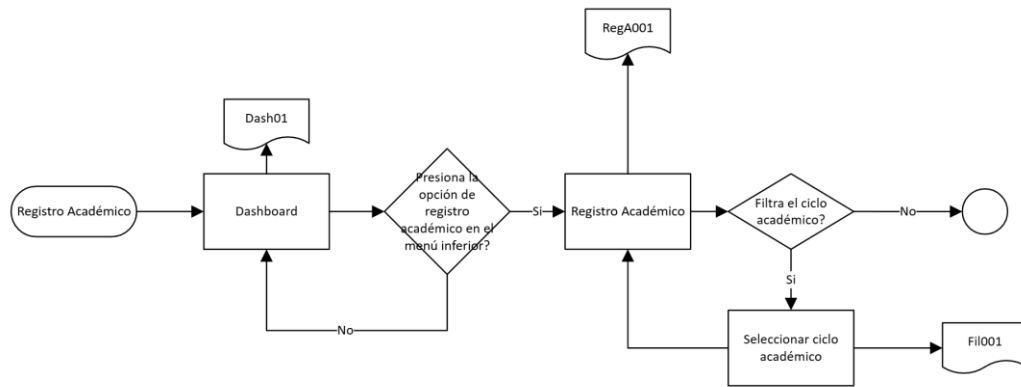 RegA001
Dash01
Registro Académico
Dashboard
Presiona la
opción de
registro
académico en el
menú inferior?
Si
Registro Académico
Filtra el ciclo
académico?
No
No
Si
Seleccionar ciclo
académico
Fil001